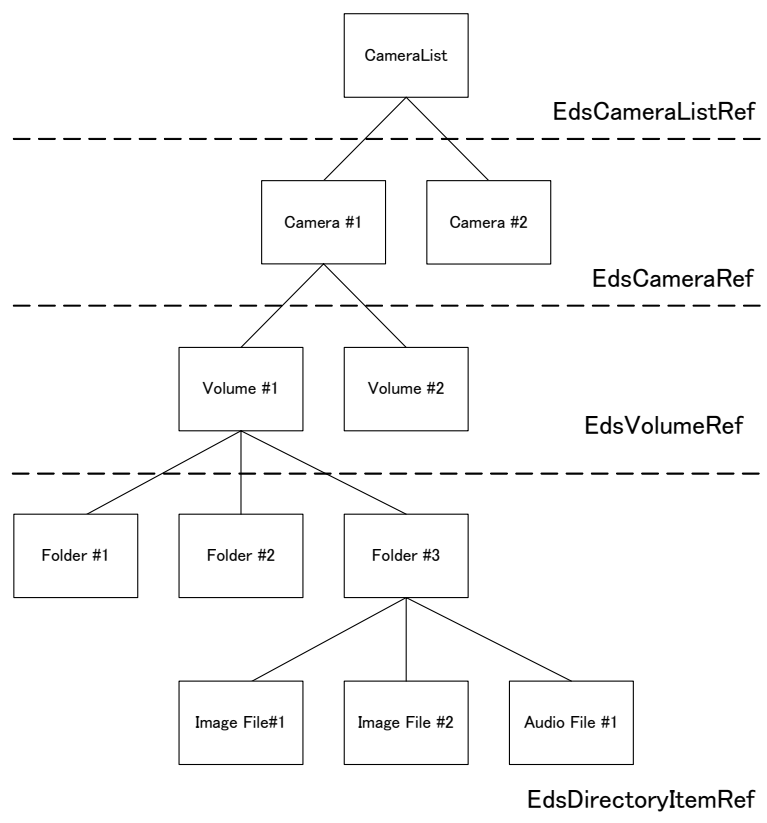 CameraList
EdsCameraListRef
Camera #1
Camera #2
EdsCameraRef
Volume #1
Volume #2
EdsVolumeRef
Folder #1
Folder #2
Folder #3
Image File#1
Image File #2
Audio File #1
EdsDirectoryItemRef